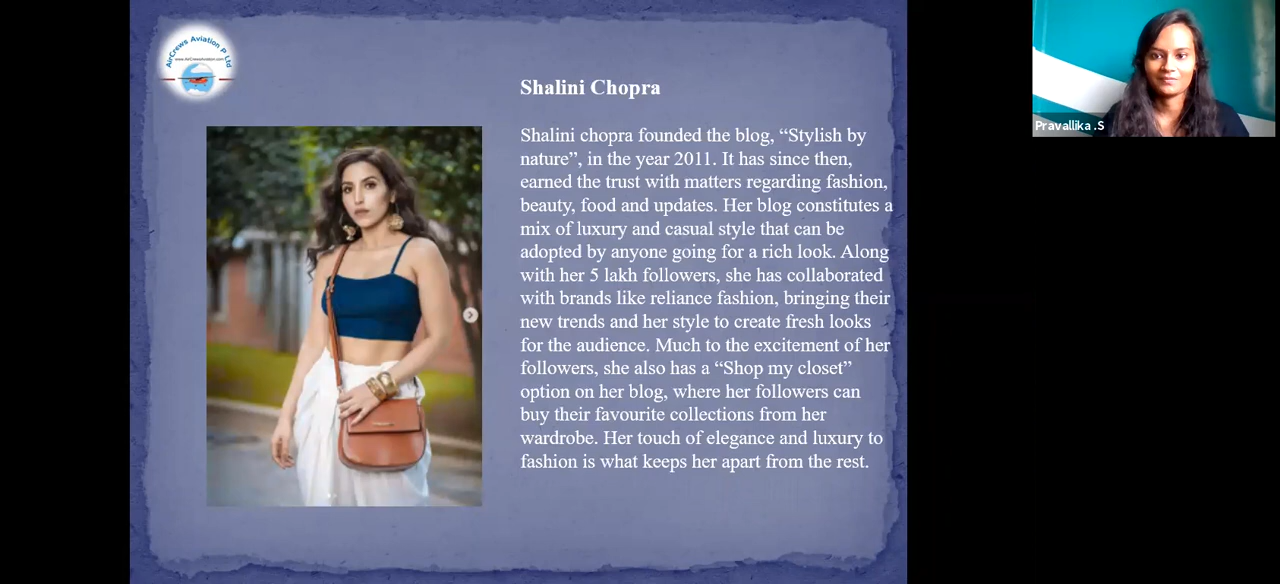 AirCrews Aviation P Ltd
www.AirCrewsAviation.com
Shalini Chopra
Shalini chopra founded the blog, “Stylish by
nature”, in the year 2011. It has since then,
earned the trust with matters regarding fashion,
beauty, food and updates. Her blog constitutes a
mix of luxury and casual style that can be
adopted by anyone going for a rich look. Along
with her 5 lakh followers, she has collaborated
with brands like reliance fashion, bringing their
new trends and her style to create fresh looks
for the audience. Much to the excitement of her
followers, she also has a “Shop my closet”
option on her blog, where her followers can
buy their favourite collections from her
wardrobe. Her touch of elegance and luxury to
fashion is what keeps her apart from the rest.
Pravallika .S